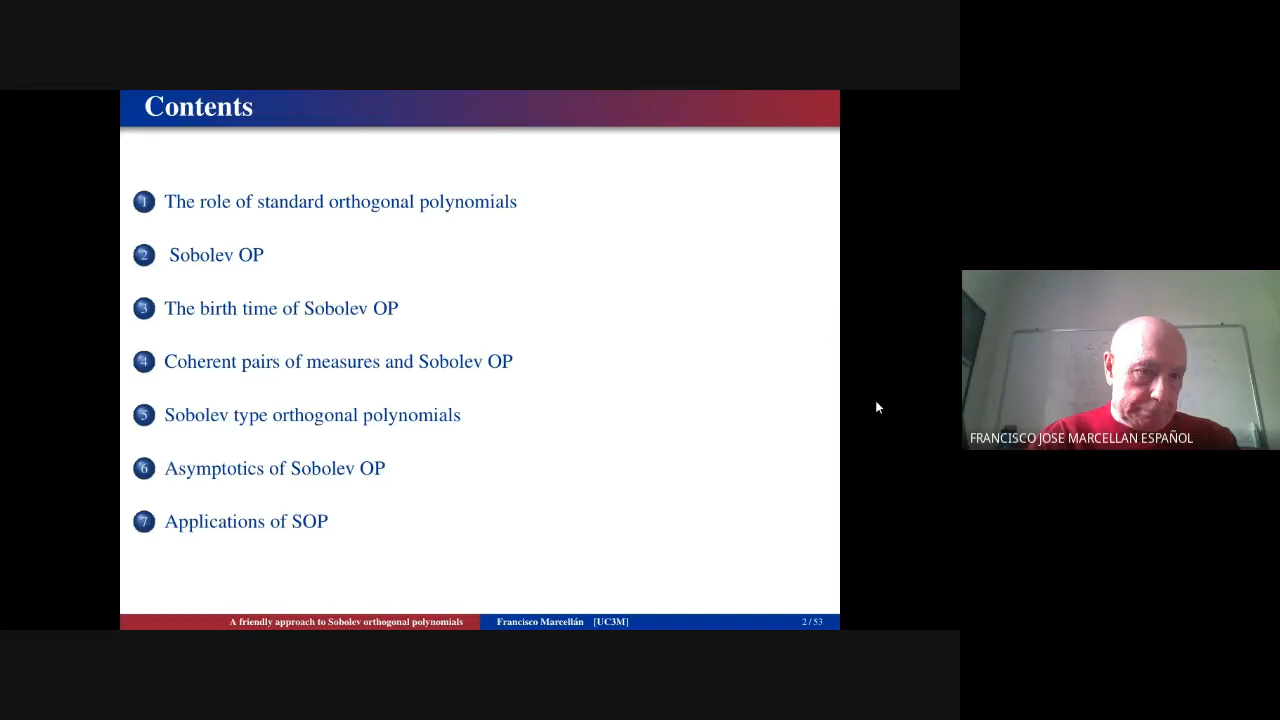 Contents
1 The role of standard orthogonal polynomials
2 Sobolev OP
3 The birth time of Sobolev OP
4 Coherent pairs of measures and Sobolev OP
5 Sobolev type orthogonal polynomials
6 Asymptotics of Sobolev OP
7 Applications of SOP
A friendly approach to Sobolev orthogonal polynomials
Francisco Marcellán [UC3M]
2 / 53
FRANCISCO JOSE MARCELLAN ESPAÑOL